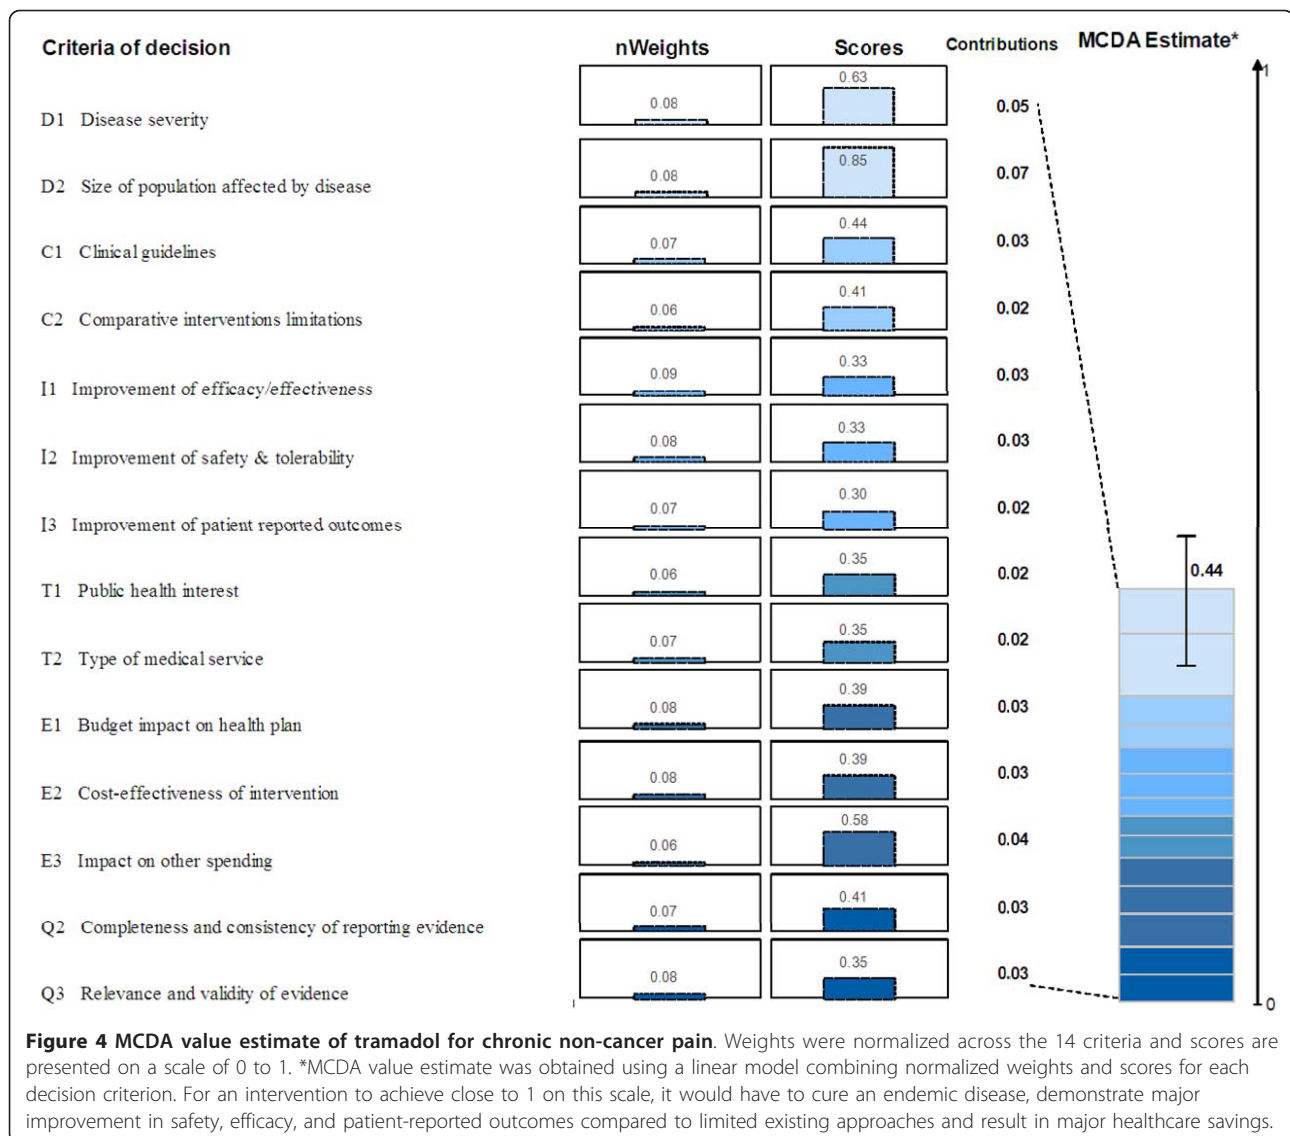 Criteria of decision nWeights Scores Contributions MCDA Estimate*
1
D1 Disease severity 0.08 0.63 0.05
D2 Size of population affected by disease 0.08 0.85 0.07
C1 Clinical guidelines 0.07 0.44 0.03
C2 Comparative interventions limitations 0.06 0.41 0.02
I1 Improvement of efficacy/effectiveness 0.09 0.33 0.03
I2 Improvement of safety & tolerability 0.08 0.33 0.03
I3 Improvement of patient reported outcomes 0.07 0.30 0.02
T1 Public health interest 0.06 0.35 0.02
0.44
T2 Type of medical service 0.07 0.35 0.02
E1 Budget impact on health plan 0.08 0.39 0.03
E2 Cost-effectiveness of intervention 0.08 0.39 0.03
E3 Impact on other spending 0.06 0.58 0.04
Q2 Completeness and consistency of reporting evidence 0.07 0.41 0.03
Q3 Relevance and validity of evidence 0.08 0.35 0.03
0
Figure 4 MCDA value estimate of tramadol for chronic non-cancer pain. Weights were normalized across the 14 criteria and scores are
presented on a scale of 0 to 1. *MCDA value estimate was obtained using a linear model combining normalized weights and scores for each
decision criterion. For an intervention to achieve close to 1 on this scale, it would have to cure an endemic disease, demonstrate major
improvement in safety, efficacy, and patient-reported outcomes compared to limited existing approaches and result in major healthcare savings.